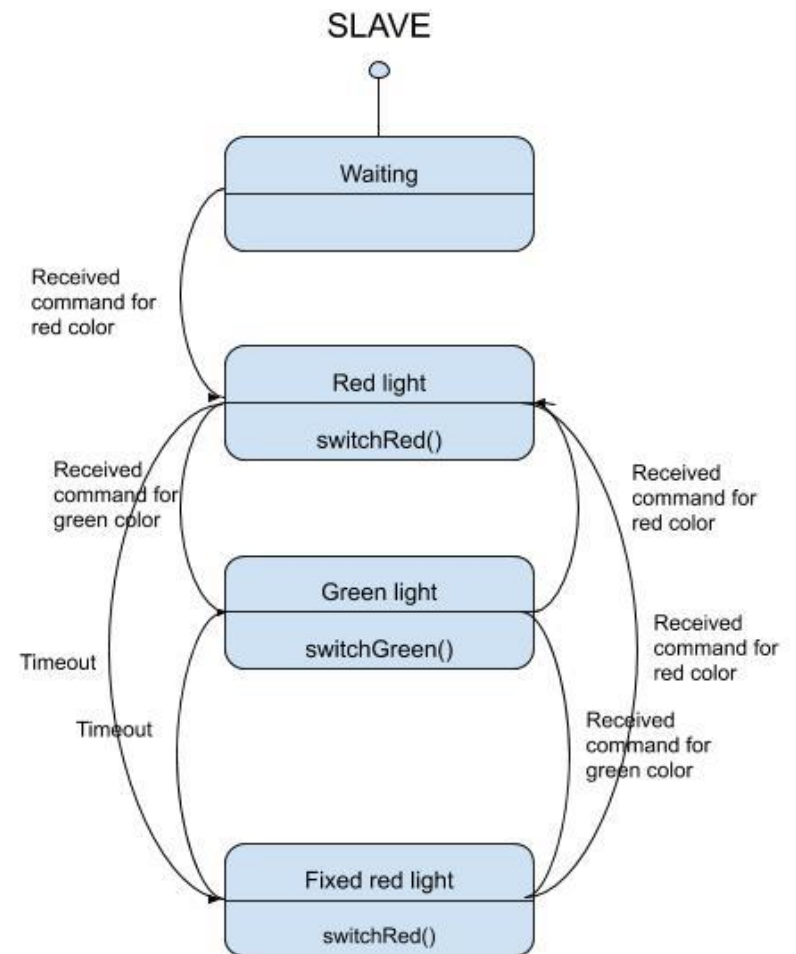 SLAVE
Waiting
Received
command for
red color
Red light
switchRed()
Received
command for
green color
Received
command for
red color
Green light
switchGreen()
Timeout
Received
command for
red color
Timeout
Received
command for
green color
Fixed red light
switchRed()